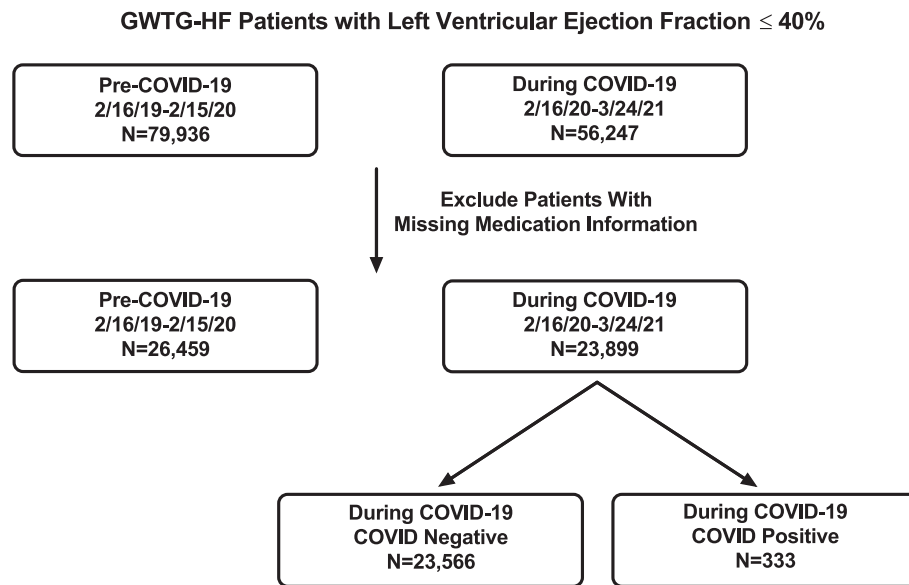 GWTG-HF Patients with Left Ventricular Ejection Fraction ≤ 40%
Pre-COVID-19
2/16/19-2/15/20
N=79,936
During COVID-19
2/16/20-3/24/21
N=56,247
Exclude Patients With
Missing Medication Information
Pre-COVID-19
2/16/19-2/15/20
N=26,459
During COVID-19
2/16/20-3/24/21
N=23,899
During COVID-19
COVID Negative
N=23,566
During COVID-19
COVID Positive
N=333